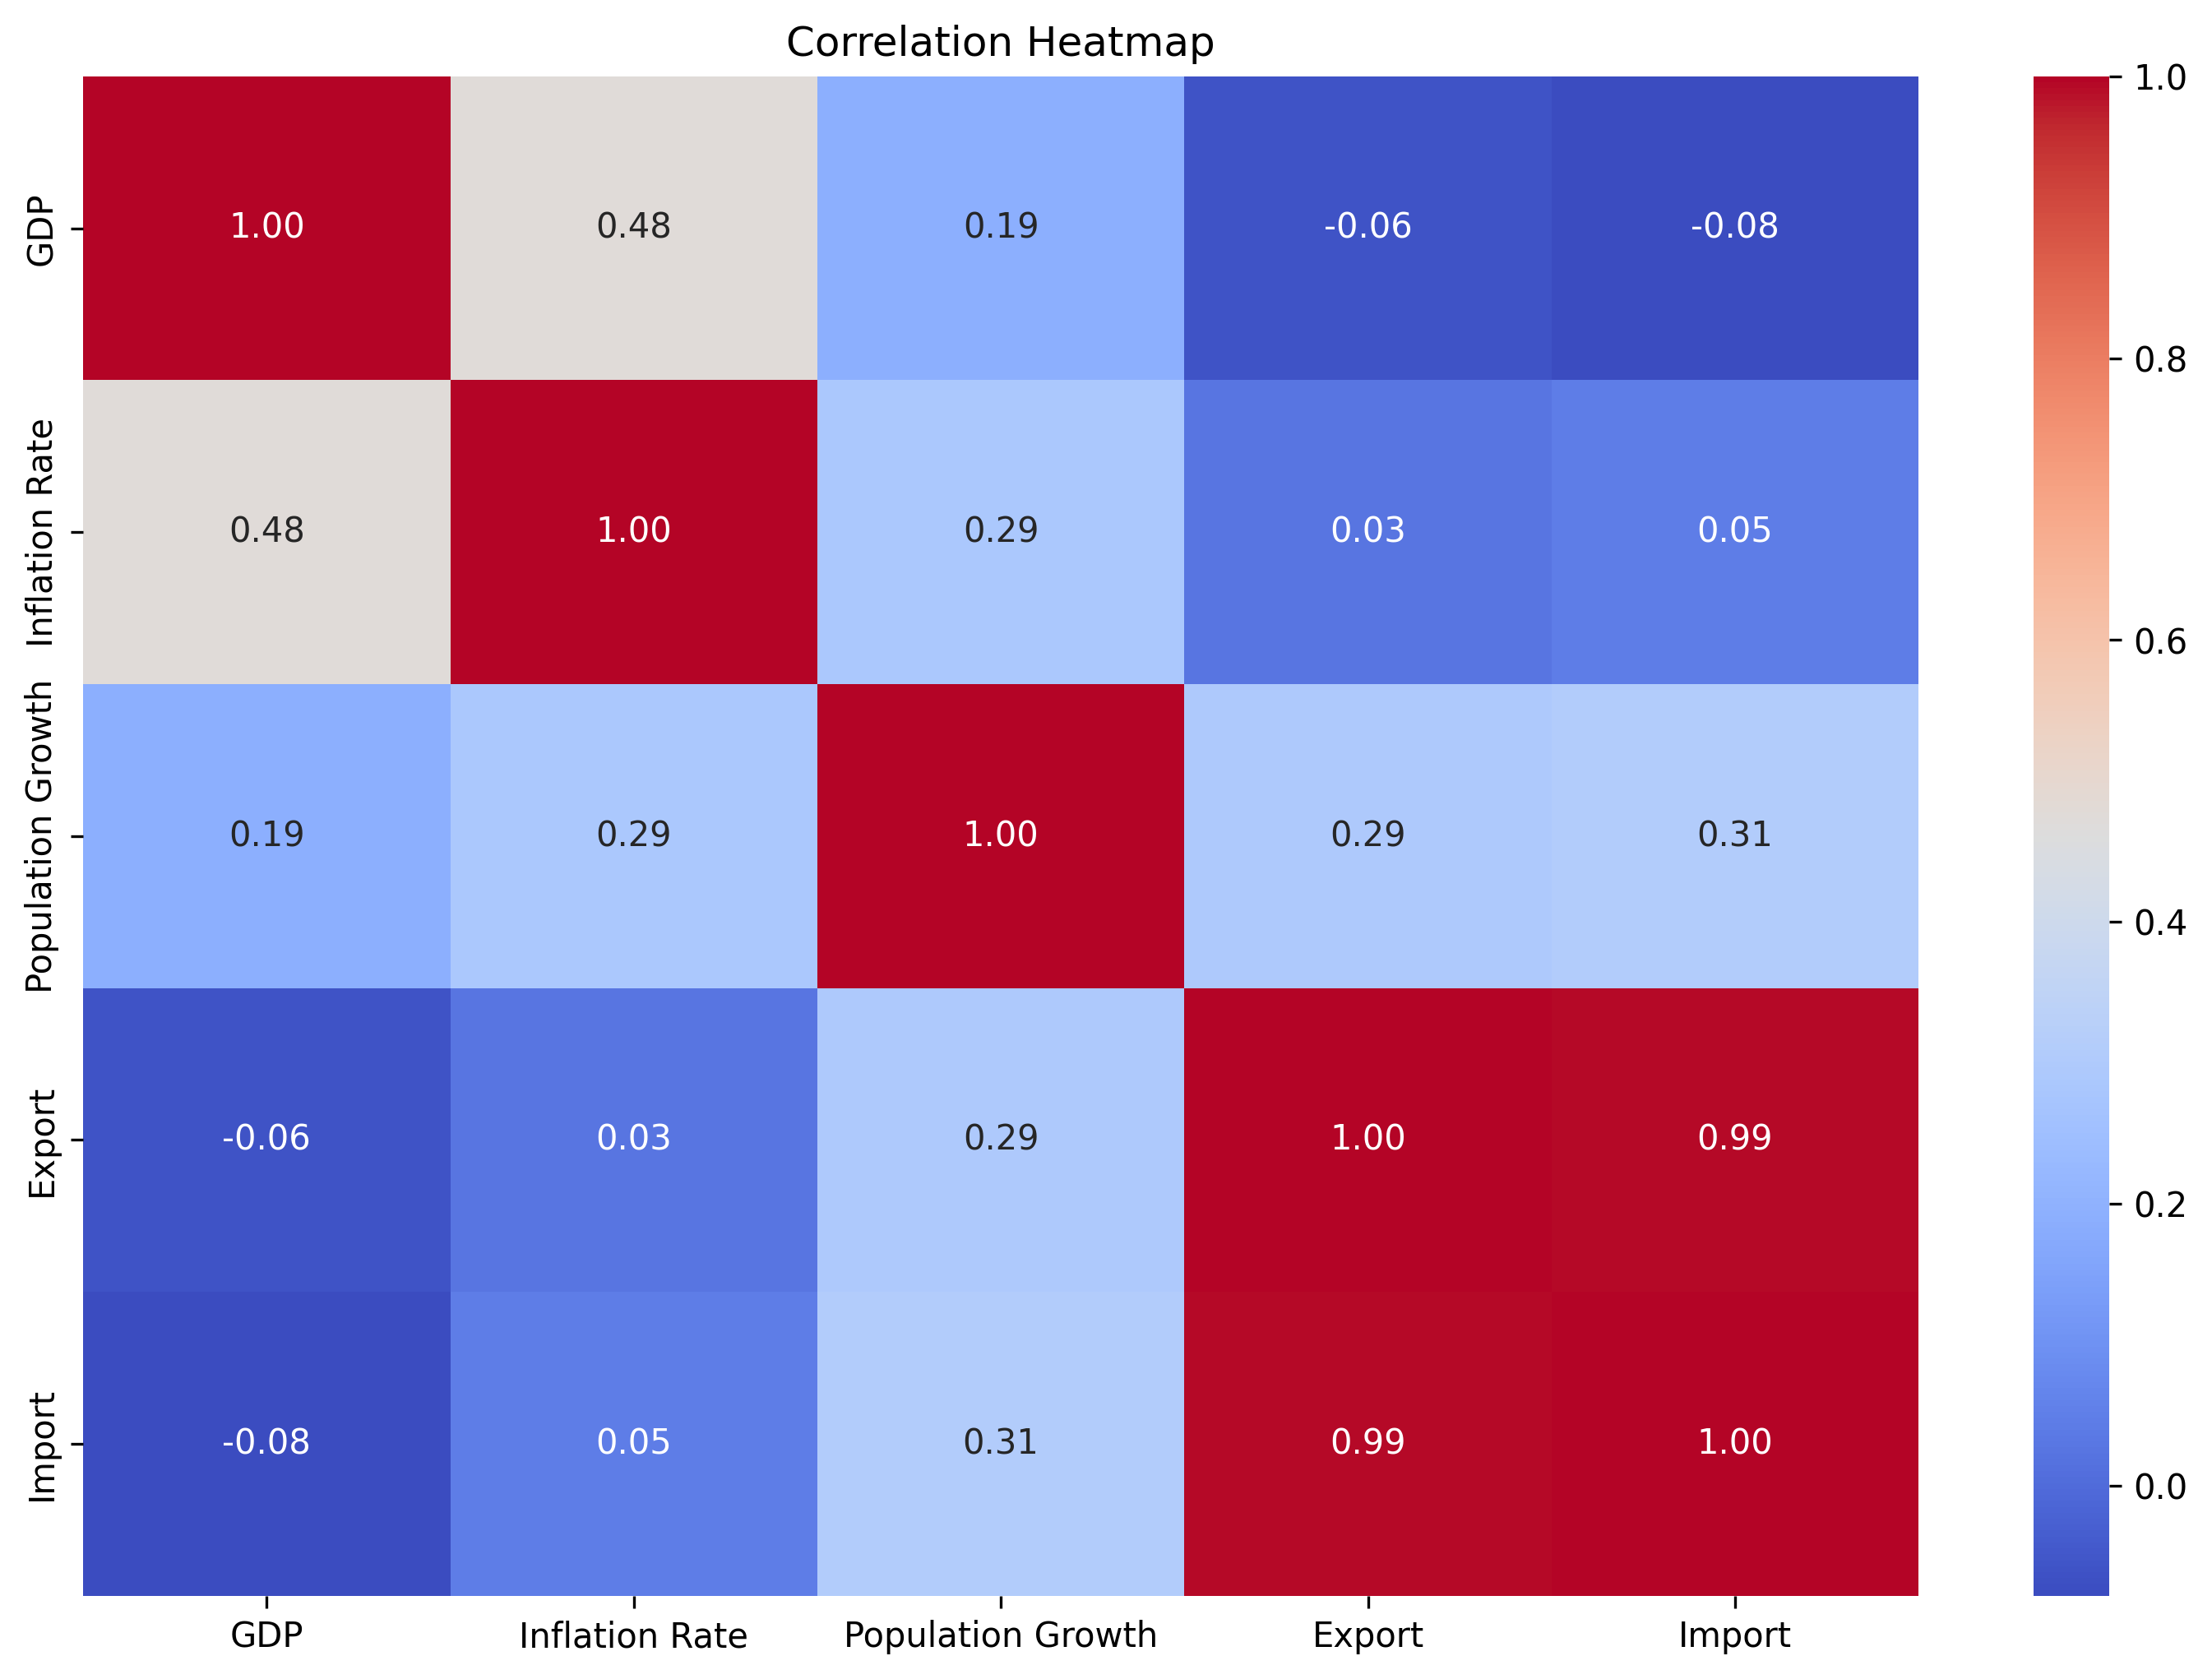 Correlation Heatmap
GDP
1.00 0.48 0.19 -0.06 -0.08
Inflation Rate
0.48 1.00 0.29 0.03 0.05
Population Growth
0.19 0.29 1.00 0.29 0.31
Export
-0.06 0.03 0.29 1.00 0.99
Import
-0.08 0.05 0.31 0.99 1.00
GDP Inflation Rate Population Growth Export Import
1.0
0.8
0.6
0.4
0.2
0.0